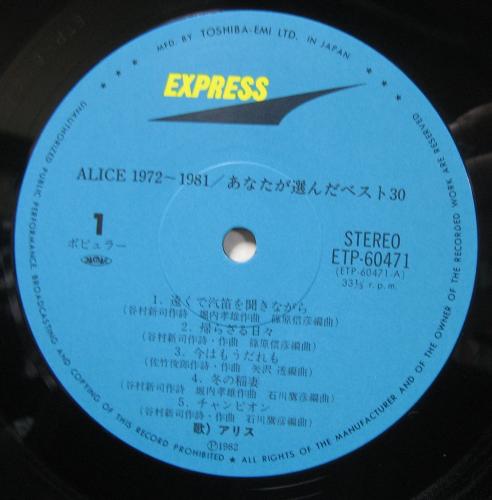 MFD. BY TOSHIBA-EMI LTD. IN JAPAN
EXPRESS
ALICE 1972~1981/あなたが選んだベスト30
1
ポピュラー
STEREO
ETP-60471
(ETP-60471-A)
33⅓ r.p.m.
1. 遠くで汽笛を聞きながら
(谷村新司作詩 堀内孝雄作曲 篠原信彦編曲)
2. 帰らざる日々
(谷村新司作詩・作曲 篠原信彦編曲)
3. 今はもうだれも
(佐竹俊郎作詩・作曲 矢沢 透編曲)
4. 冬の稲妻
(谷村新司作詩 堀内孝雄作曲 石川鷹彦編曲)
5. チャンピオン
(谷村新司作詩・作曲 石川鷹彦編曲)
歌) アリス
Ⓟ1982
UNAUTHORIZED PUBLIC PERFORMANCE, BROADCASTING AND COPYING OF THIS RECORD PROHIBITED ★ ALL RIGHTS OF THE MANUFACTURER AND OF THE OWNER OF THE RECORDED WORK ARE RESERVED